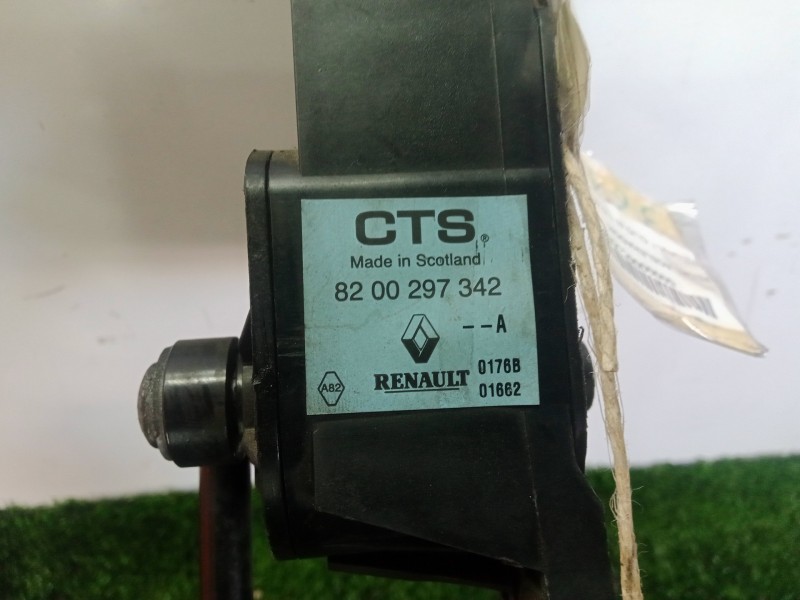 CTS®
Made in Scotland
82 00 297 342
--A
RENAULT
0176B
A82
01662